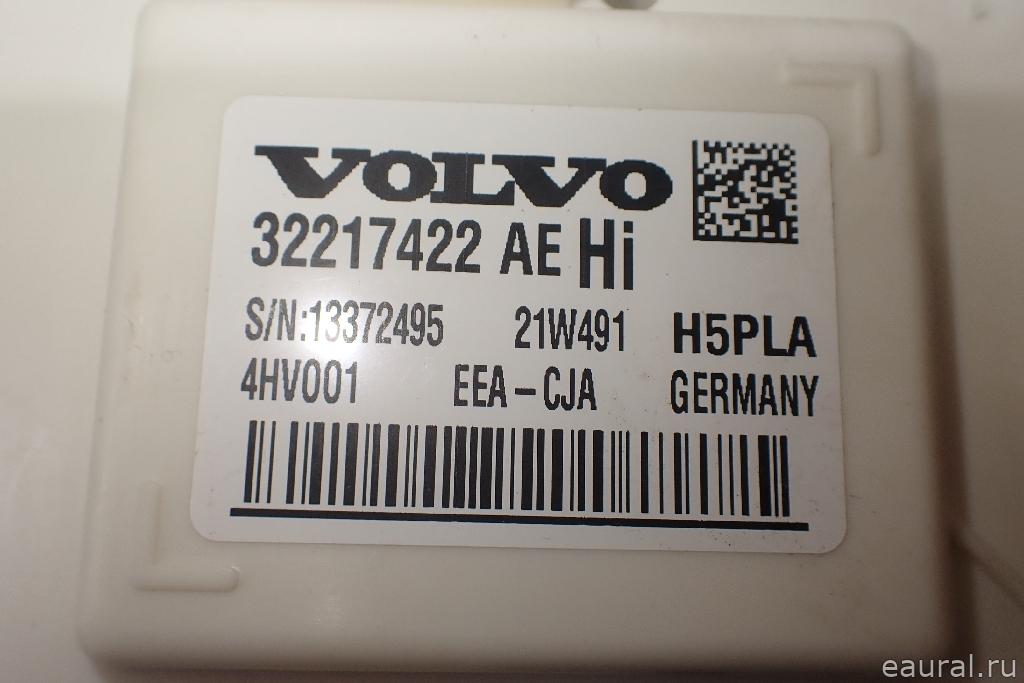 VOLVO
32217422 AE Hi
S/N:13372495 21W491 H5PLA
4HV001 EEA-CJA GERMANY
eaural.ru